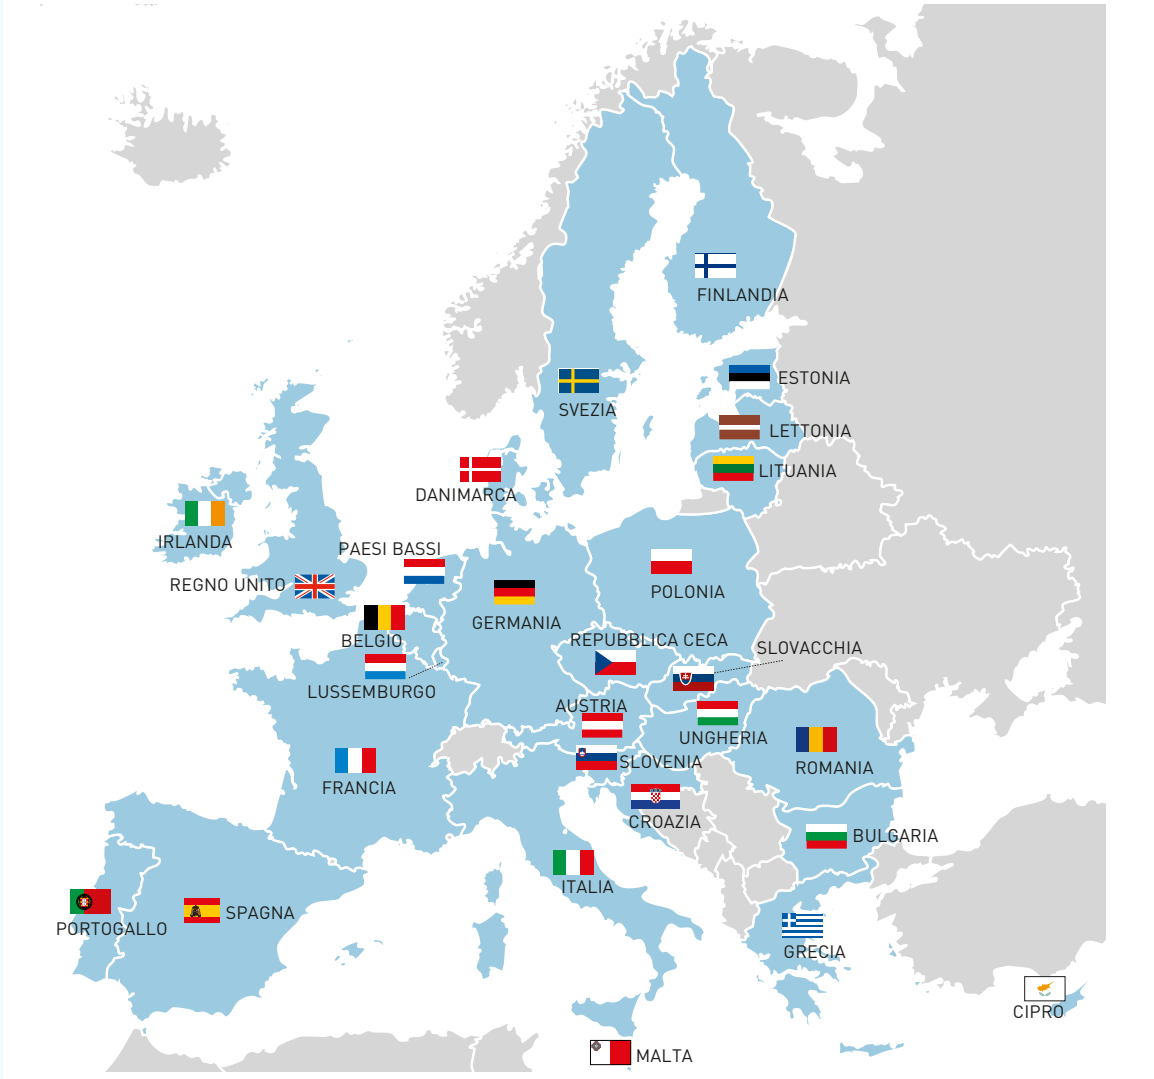 FINLANDIA
ESTONIA
SVEZIA
LETTONIA
LITUANIA
DANIMARCA
IRLANDA
PAESI BASSI
REGNO UNITO
POLONIA
GERMANIA
BELGIO
REPUBBLICA CECA
SLOVACCHIA
LUSSEMBURGO
AUSTRIA
UNGHERIA
SLOVENIA
ROMANIA
FRANCIA
CROAZIA
BULGARIA
ITALIA
SPAGNA
PORTOGALLO
GRECIA
CIPRO
MALTA